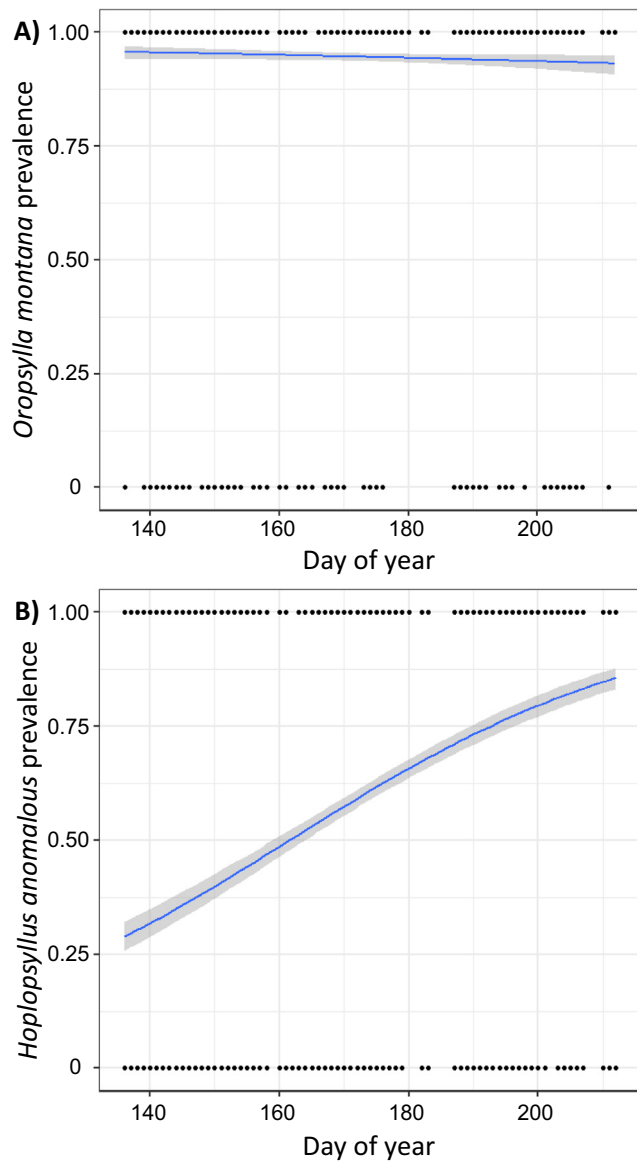 A)
Oropsylla montana prevalence
1.00
0.75
0.50
0.25
0
140 160 180 200
Day of year
B)
Hoplopsyllus anomalous prevalence
1.00
0.75
0.50
0.25
0
140 160 180 200
Day of year